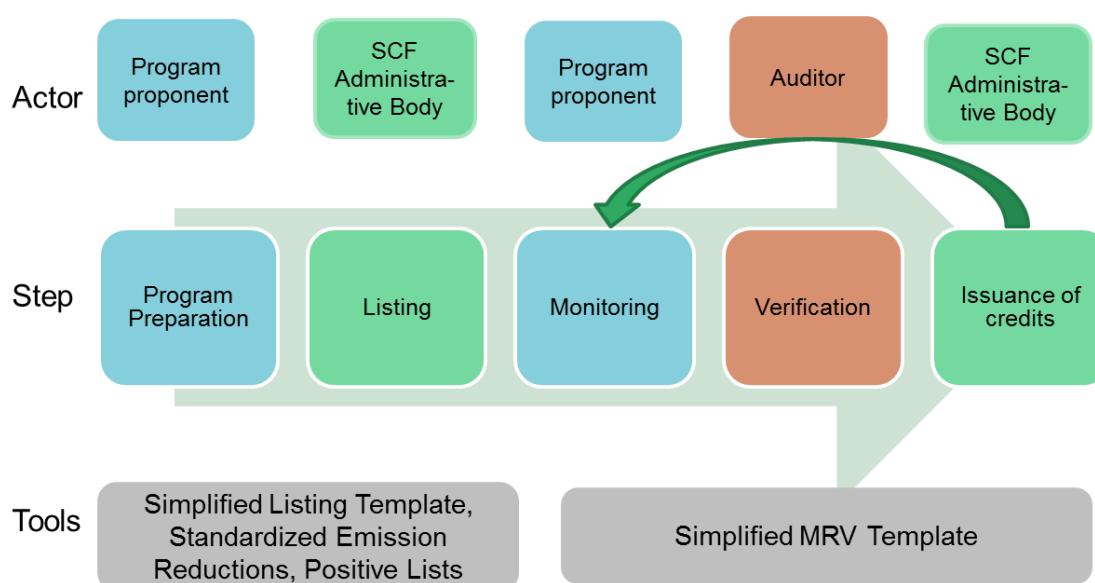 Actor
Program
proponent
SCF
Administra-
tive Body
Program
proponent
Auditor
SCF
Administra-
tive Body
Step
Program
Preparation
Listing
Monitoring
Verification
Issuance of
credits
Tools
Simplified Listing Template,
Standardized Emission
Reductions, Positive Lists
Simplified MRV Template